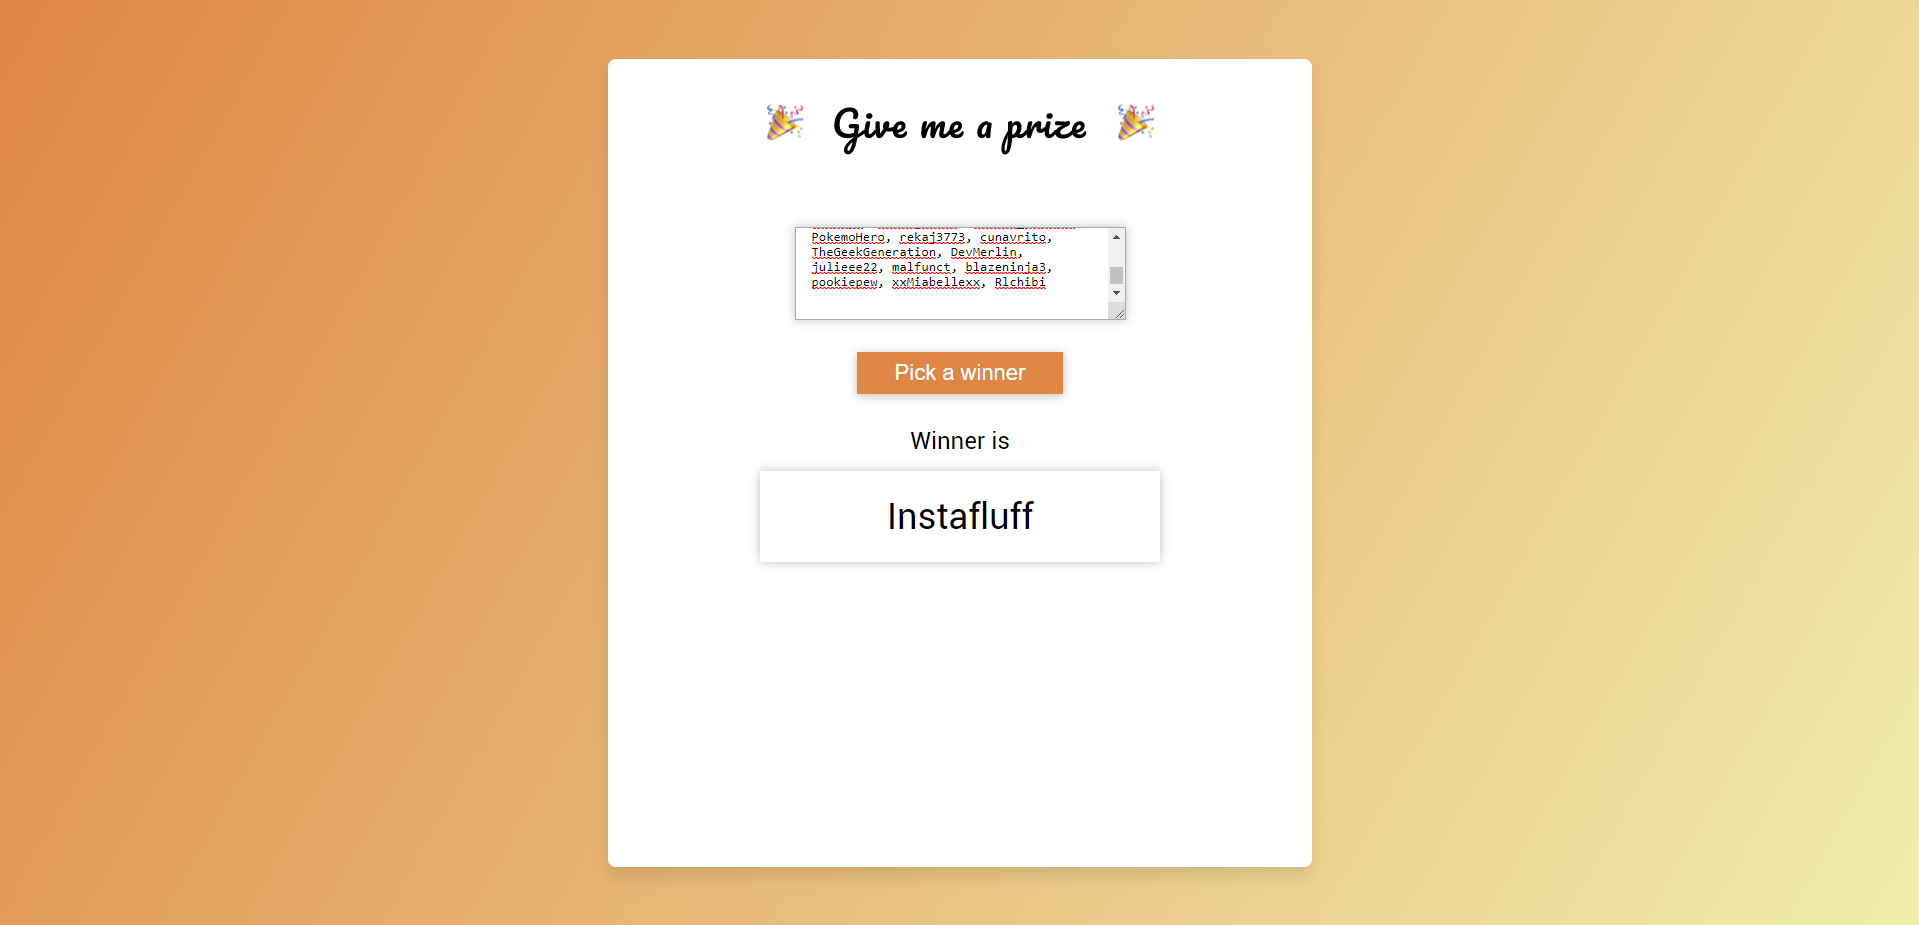 Give me a prize
PokemoHero, rekaj3773, cunavrito,
TheGeekGeneration, DevMerlin,
julieee22, malfunct, blazeninja3,
pookiepew, xxMiabellexx, Rlchibi
Pick a winner
Winner is
Instafluff